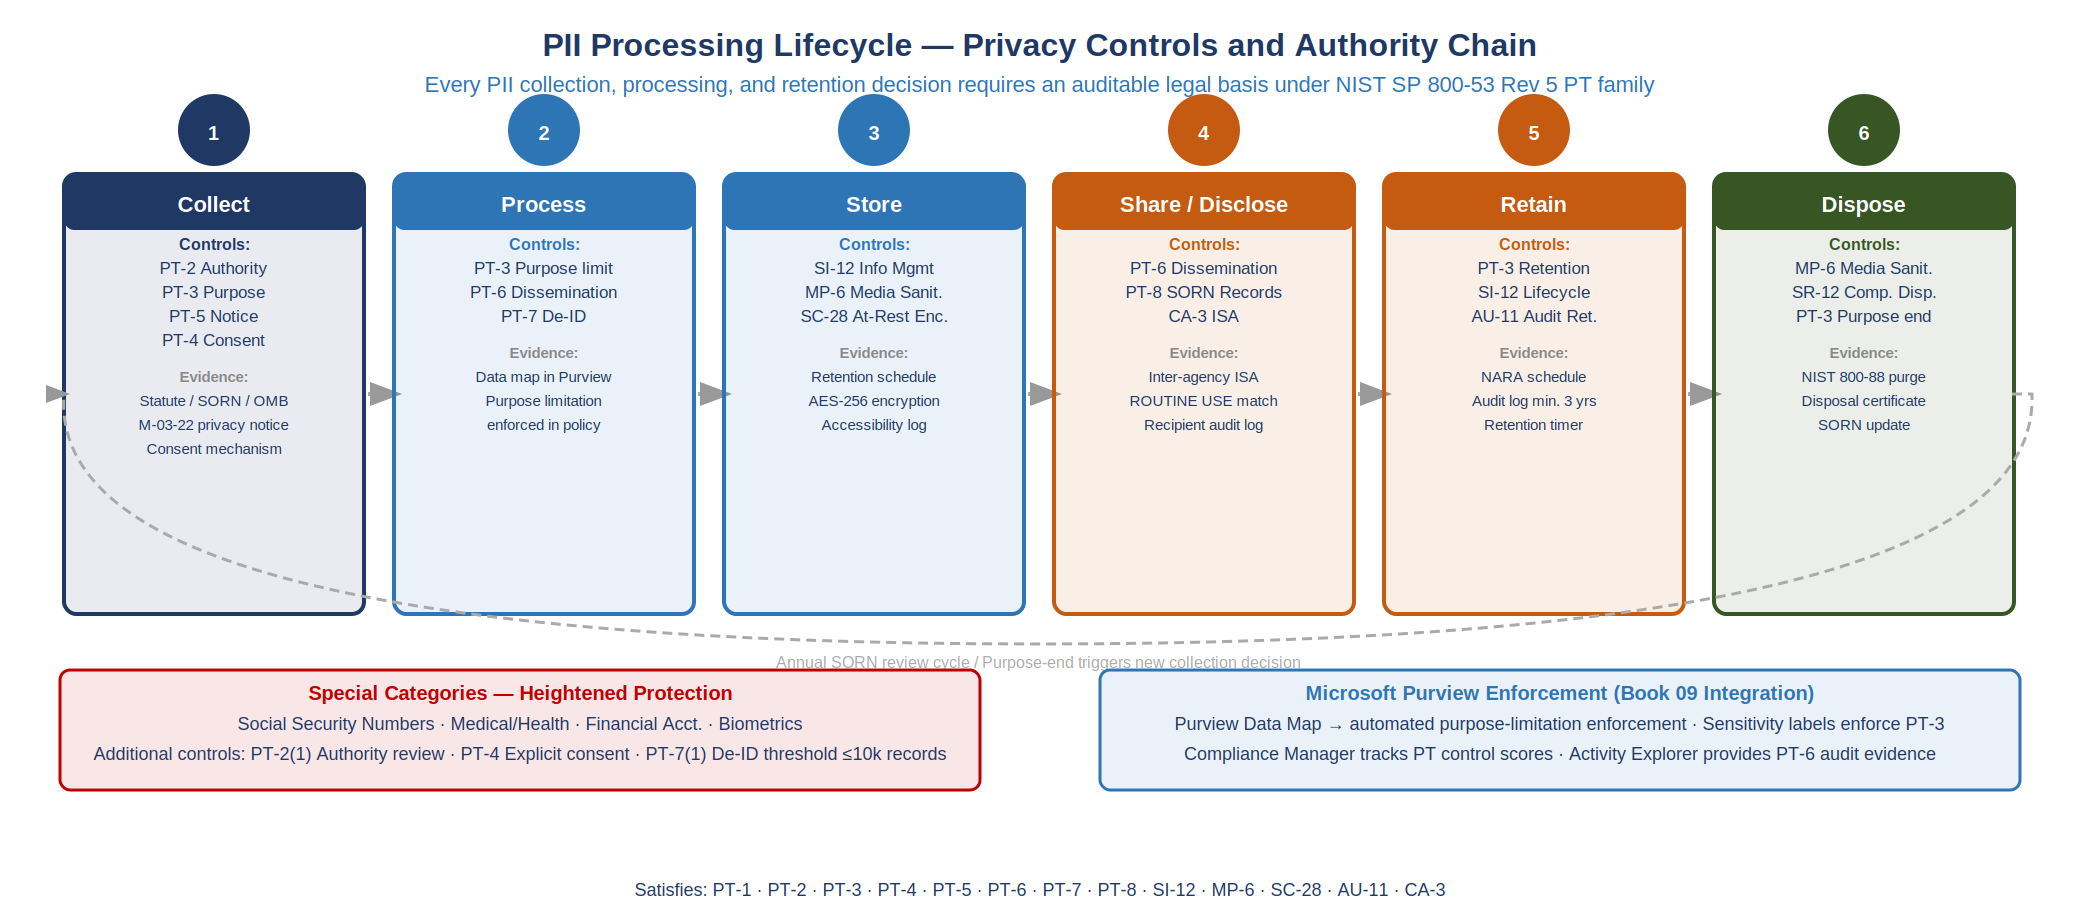 PII Processing Lifecycle — Privacy Controls and Authority Chain
Every PII collection, processing, and retention decision requires an auditable legal basis under NIST SP 800-53 Rev 5 PT family
1
Collect
Controls:
PT-2 Authority
PT-3 Purpose
PT-5 Notice
PT-4 Consent
Evidence:
Statute / SORN / OMB
M-03-22 privacy notice
Consent mechanism
2
Process
Controls:
PT-3 Purpose limit
PT-6 Dissemination
PT-7 De-ID
Evidence:
Data map in Purview
Purpose limitation
enforced in policy
3
Store
Controls:
SI-12 Info Mgmt
MP-6 Media Sanit.
SC-28 At-Rest Enc.
Evidence:
Retention schedule
AES-256 encryption
Accessibility log
4
Share / Disclose
Controls:
PT-6 Dissemination
PT-8 SORN Records
CA-3 ISA
Evidence:
Inter-agency ISA
ROUTINE USE match
Recipient audit log
5
Retain
Controls:
PT-3 Retention
SI-12 Lifecycle
AU-11 Audit Ret.
Evidence:
NARA schedule
Audit log min. 3 yrs
Retention timer
6
Dispose
Controls:
MP-6 Media Sanit.
SR-12 Comp. Disp.
PT-3 Purpose end
Evidence:
NIST 800-88 purge
Disposal certificate
SORN update
Annual SORN review cycle / Purpose-end triggers new collection decision
Special Categories — Heightened Protection
Social Security Numbers · Medical/Health · Financial Acct. · Biometrics
Additional controls: PT-2(1) Authority review · PT-4 Explicit consent · PT-7(1) De-ID threshold ≤10k records
Microsoft Purview Enforcement (Book 09 Integration)
Purview Data Map → automated purpose-limitation enforcement · Sensitivity labels enforce PT-3
Compliance Manager tracks PT control scores · Activity Explorer provides PT-6 audit evidence
Satisfies: PT-1 · PT-2 · PT-3 · PT-4 · PT-5 · PT-6 · PT-7 · PT-8 · SI-12 · MP-6 · SC-28 · AU-11 · CA-3